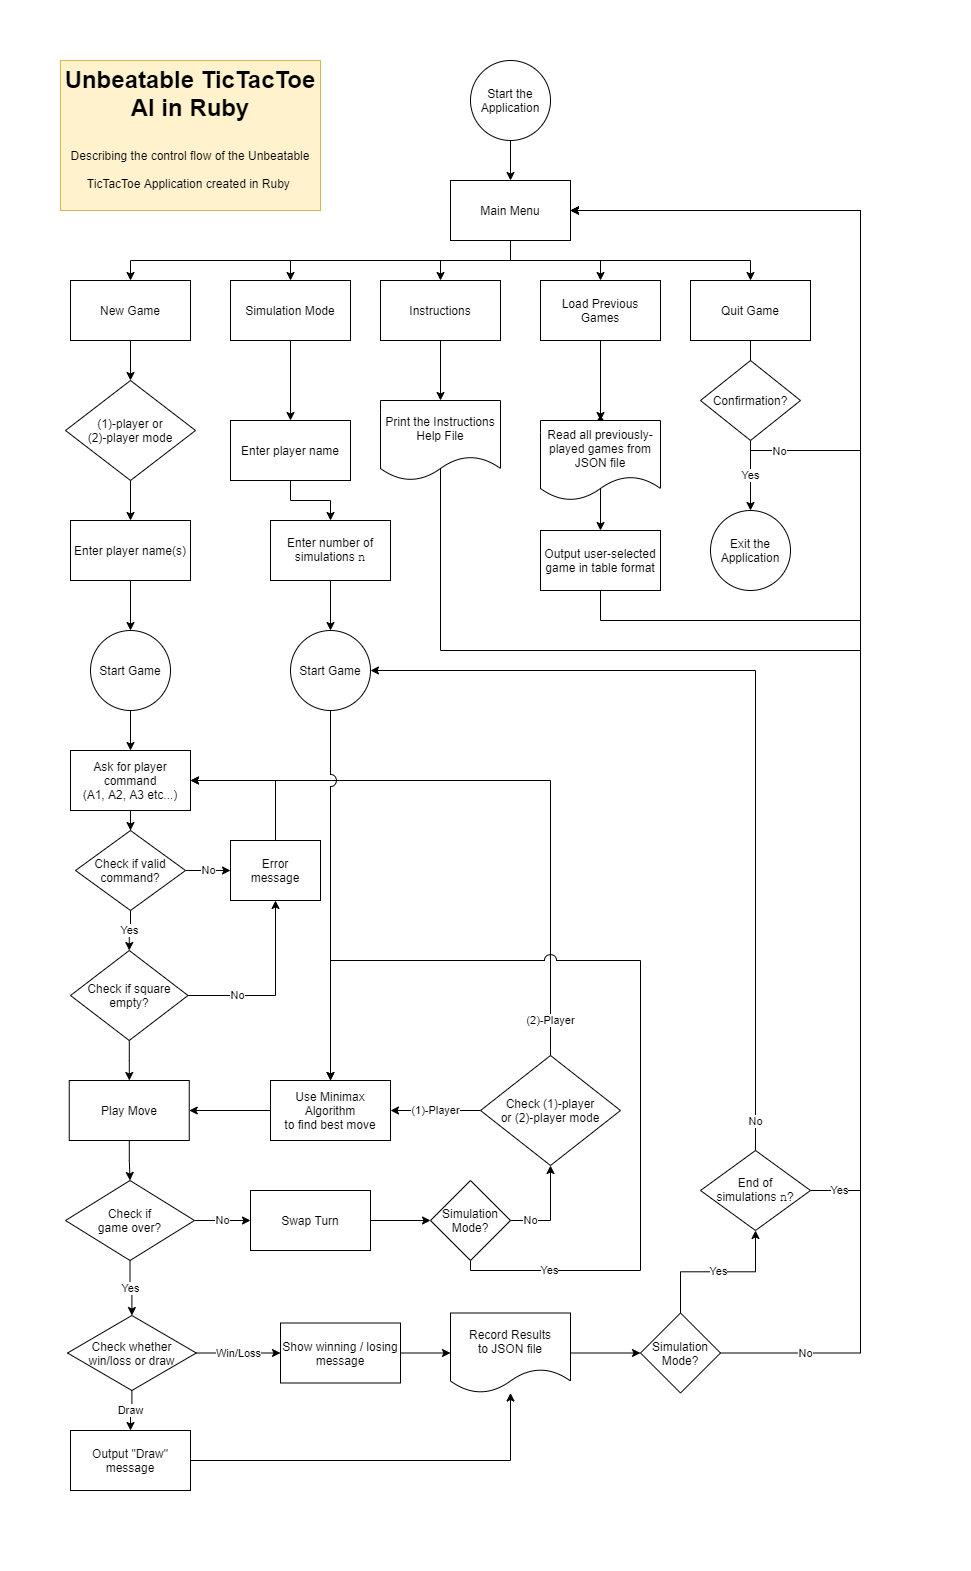 Unbeatable TicTacToe
AI in Ruby
Describing the control flow of the Unbeatable
TicTacToe Application created in Ruby
Start the
Application
Main Menu
New Game
Simulation Mode
Instructions
Load Previous
Games
Quit Game
(1)-player or
(2)-player mode
Enter player name
Print the Instructions
Help File
Read all previously-
played games from
JSON file
Confirmation?
No
Yes
Enter player name(s)
Enter number of
simulations n
Output user-selected
game in table format
Exit the
Application
Start Game
Start Game
Ask for player
command
(A1, A2, A3 etc...)
Check if valid
command?
No
Error
message
Yes
Check if square
empty?
No
(2)-Player
Play Move
Use Minimax
Algorithm
to find best move
(1)-Player
Check (1)-player
or (2)-player mode
No
End of
simulations n?
Yes
Check if
game over?
No
Swap Turn
Simulation
Mode?
No
Yes
Yes
Yes
Check whether
win/loss or draw
Win/Loss
Show winning / losing
message
Record Results
to JSON file
Simulation
Mode?
No
Draw
Output "Draw"
message